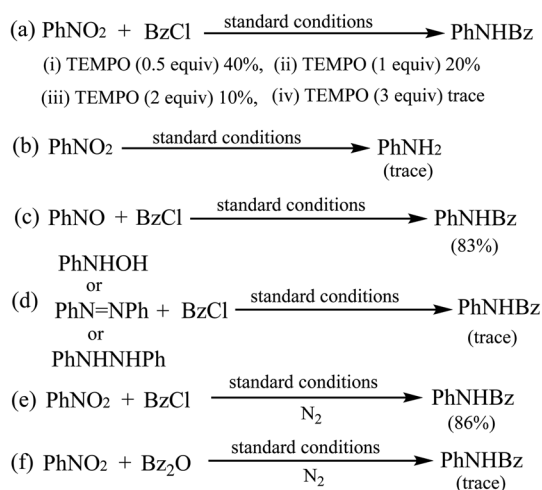 (a) PhNO2 + BzCl standard conditions PhNHBz
(i) TEMPO (0.5 equiv) 40%, (ii) TEMPO (1 equiv) 20%
(iii) TEMPO (2 equiv) 10%, (iv) TEMPO (3 equiv) trace
(b) PhNO2 standard conditions PhNH2
(trace)
(c) PhNO + BzCl standard conditions PhNHBz
(83%)
PhNHOH
or
(d) PhN=NPh + BzCl standard conditions PhNHBz
or
(trace)
PhNHNHPh
(e) PhNO2 + BzCl standard conditions PhNHBz
N2
(86%)
(f) PhNO2 + Bz2O standard conditions PhNHBz
N2
(trace)